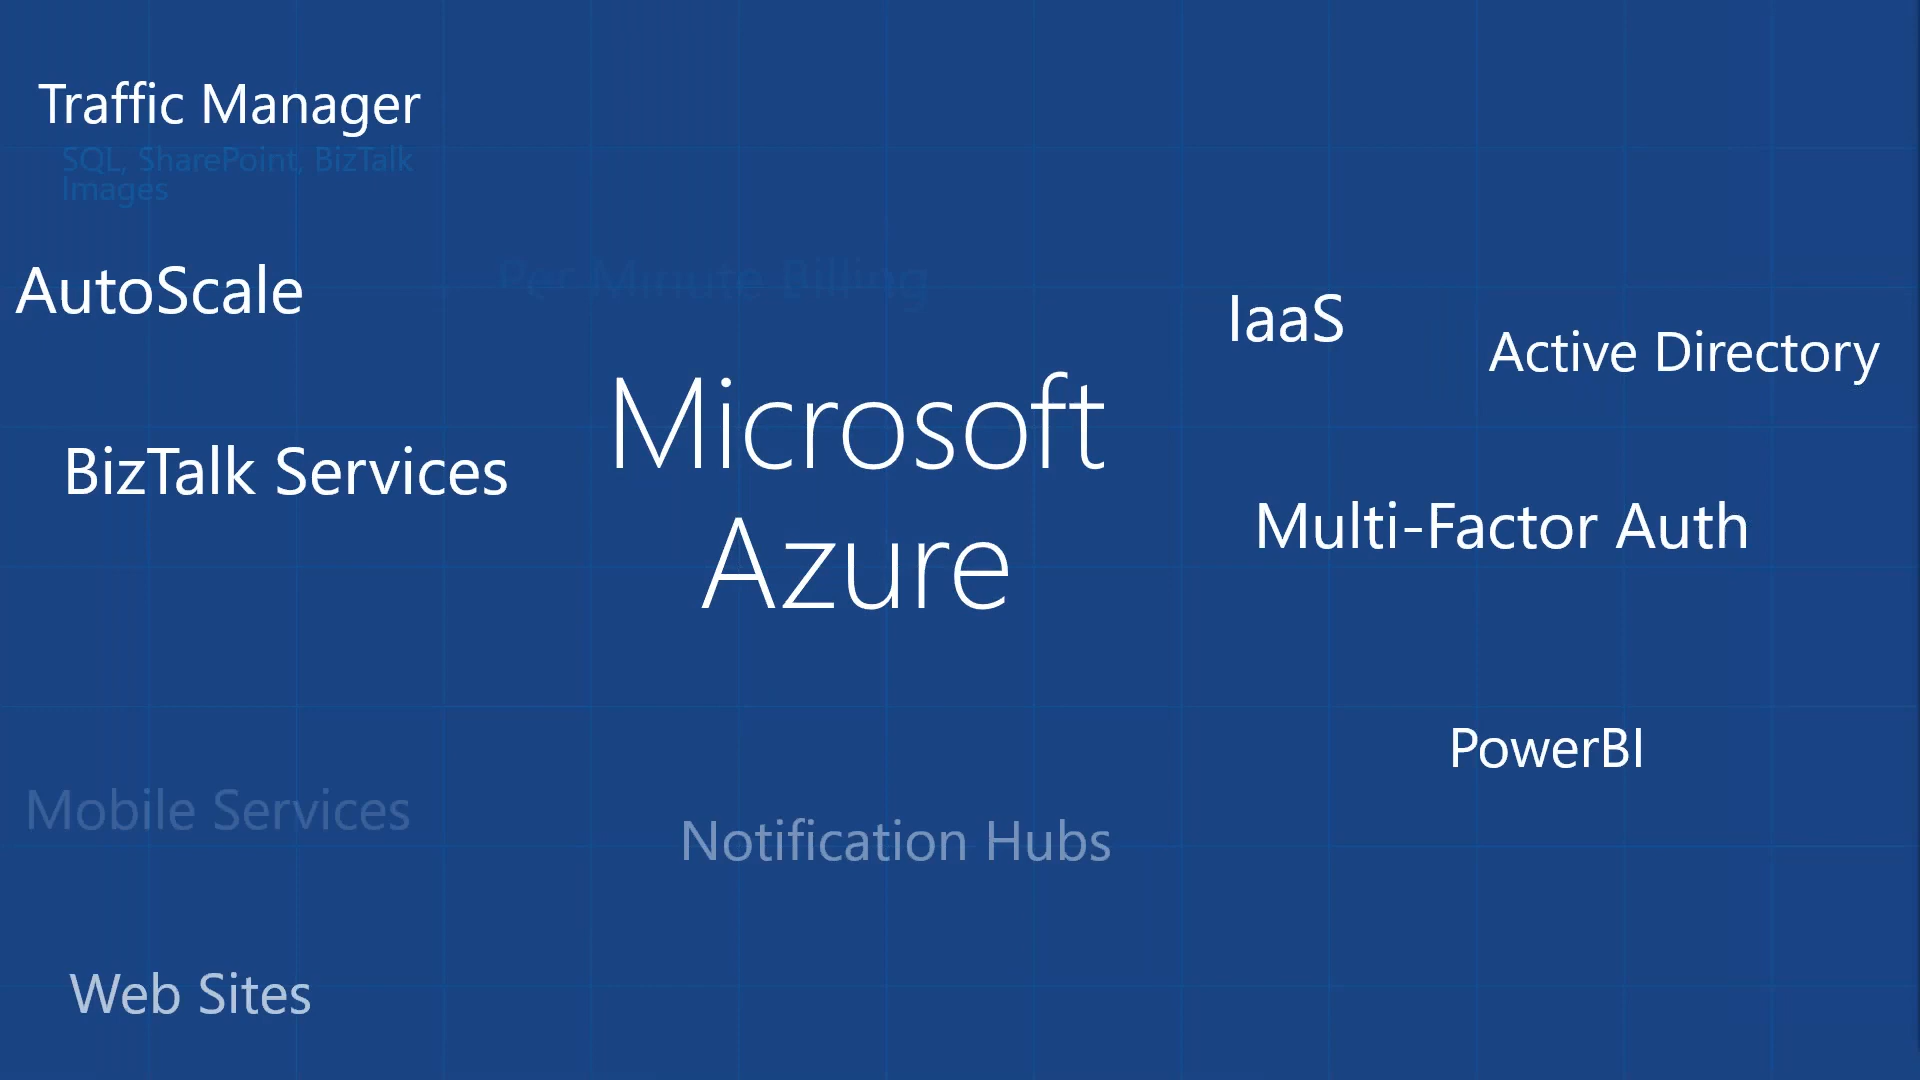 Traffic Manager
SQL, SharePoint, BizTalk
Images
AutoScale
Per Minute Billing
IaaS
Active Directory
Microsoft
Azure
BizTalk Services
Multi-Factor Auth
PowerBI
Mobile Services
Notification Hubs
Web Sites